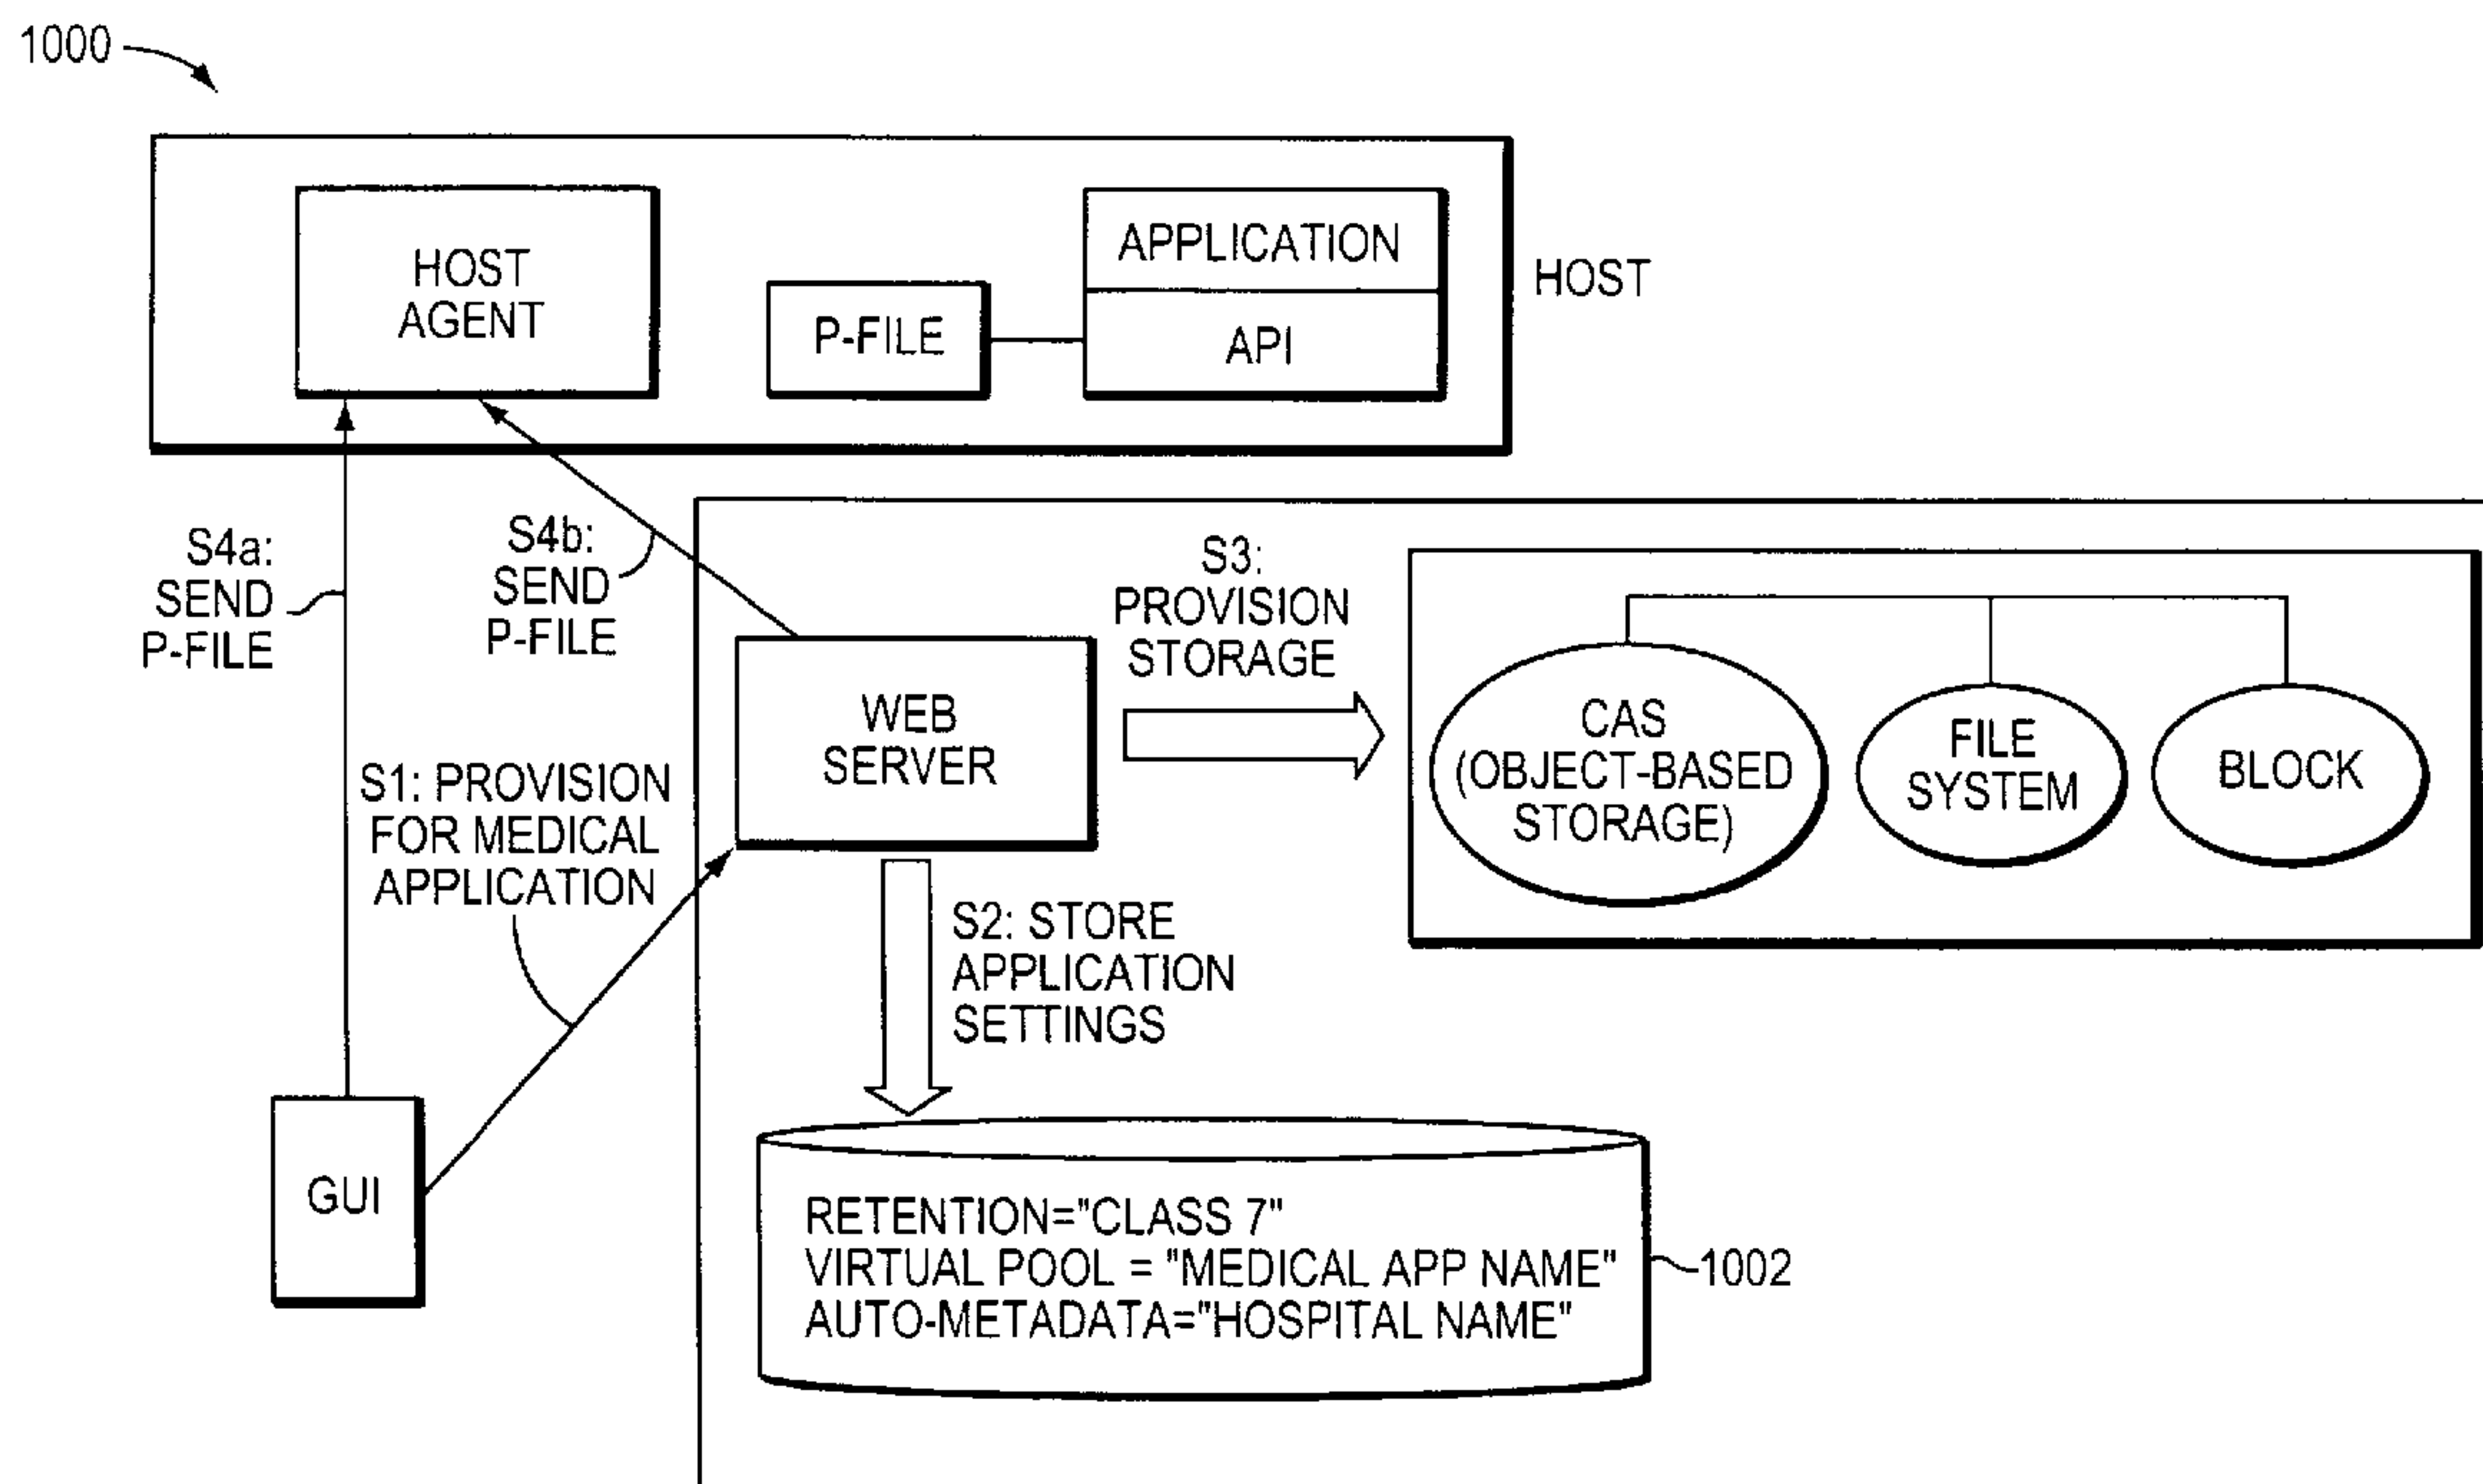 1000
HOST
AGENT
P-FILE
APPLICATION
API
HOST
S4a:
SEND
P-FILE
S4b:
SEND
P-FILE
S3:
PROVISION
STORAGE
WEB
SERVER
CAS
(OBJECT-BASED
STORAGE)
FILE
SYSTEM
BLOCK
S1: PROVISION
FOR MEDICAL
APPLICATION
S2: STORE
APPLICATION
SETTINGS
GUI
RETENTION="CLASS 7"
VIRTUAL POOL = "MEDICAL APP NAME"
AUTO-METADATA="HOSPITAL NAME"
1002